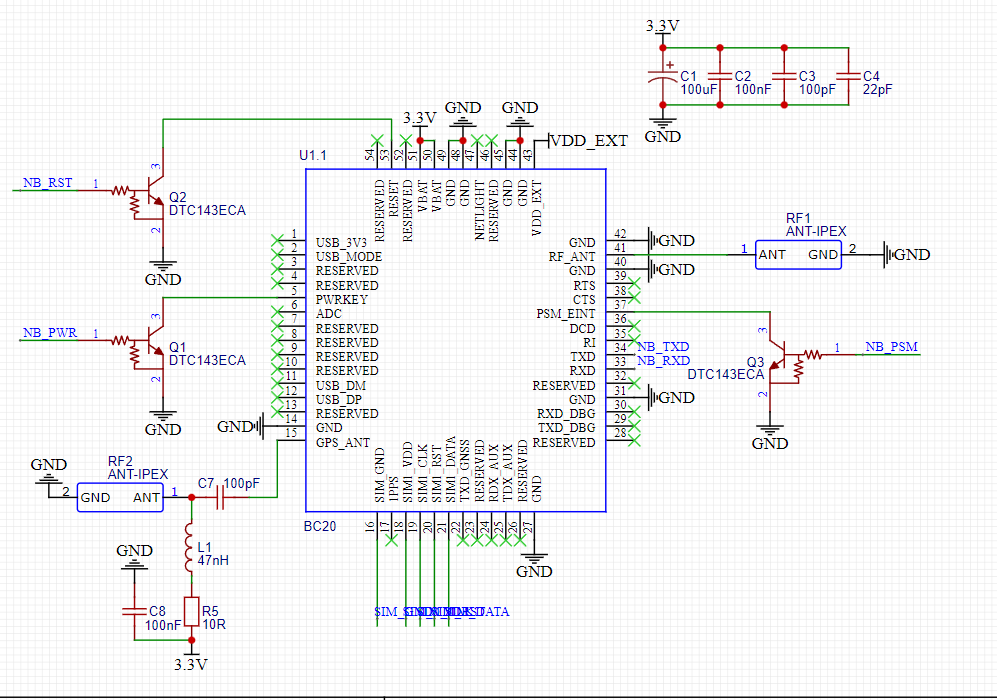 3.3V
C1
100uF
C2
100nF
C3
100pF
C4
22pF
GND
3.3V
GND
GND
VDD_EXT
54
53
52
51
50
49
48
47
46
45
44
43
U1.1
RESERVED
RESET
RESERVED
VBAT
VBAT
GND
GND
NETLIGHT
RESERVED
GND
GND
VDD_EXT
NB_RST
1
3
2
Q2
DTC143ECA
GND
NB_PWR
1
3
2
Q1
DTC143ECA
GND
1 USB_3V3
2 USB_MODE
3 RESERVED
4 RESERVED
5 PWRKEY
6 ADC
7 RESERVED
8 RESERVED
9 RESERVED
10 RESERVED
11 USB_DM
12 USB_DP
13 RESERVED
GND 14 GND
15 GPS_ANT
GND 42 GND
RF_ANT 41
GND 40 GND
RTS 39
CTS 38
PSM_EINT 37
DCD 36
RI 35
TXD 34 NB_TXD
RXD 33 NB_RXD
RESERVED 32
GND 31 GND
RXD_DBG 30
TXD_DBG 29
RESERVED 28
RF1
ANT-IPEX
1 ANT GND 2 GND
3
Q3
DTC143ECA
2
1
NB_PSM
GND
SIM_GND
1PPS
SIM1_VDD
SIM1_CLK
SIM1_RST
SIM1_DATA
TXD_GNSS
RESERVED
RDX_AUX
TDX_AUX
RESERVED
GND
BC20
16
17
18
19
20
21
22
23
24
25
26
27
GND
GND
RF2
ANT-IPEX
2 GND ANT 1
C7
100pF
L1
47nH
GND
C8
100nF
R5
10R
3.3V